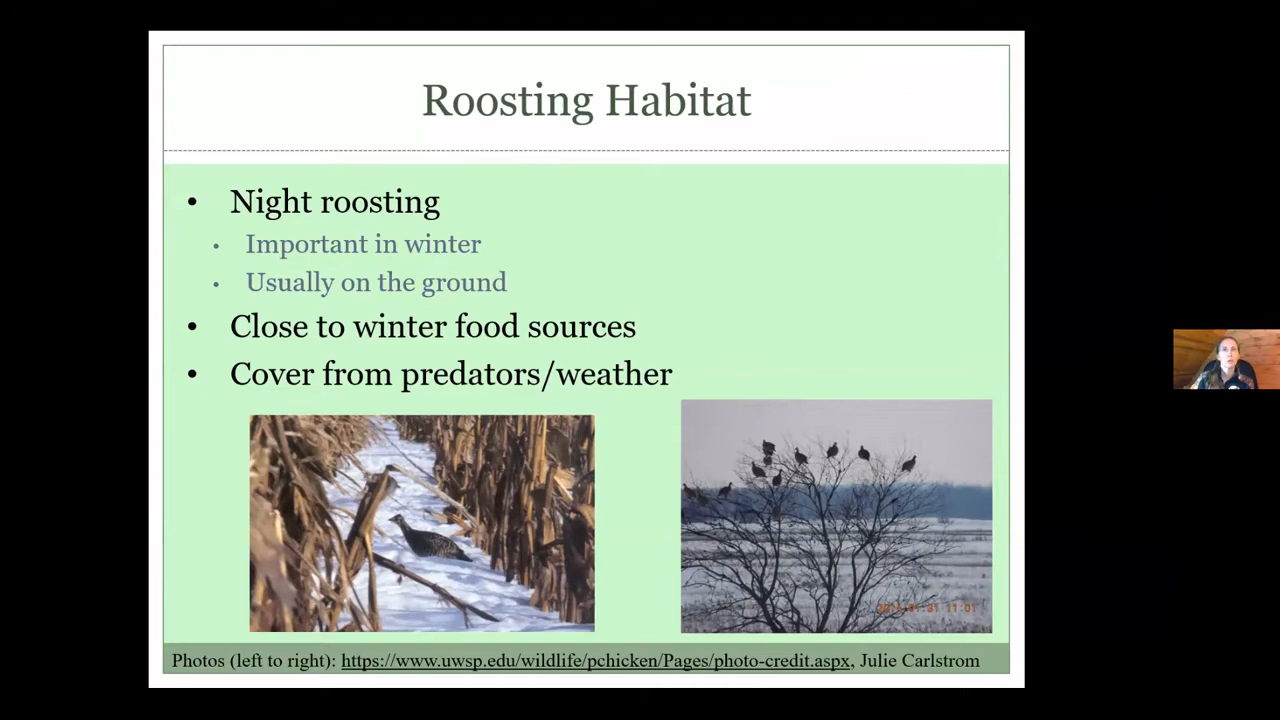 Roosting Habitat
• Night roosting
• Important in winter
• Usually on the ground
• Close to winter food sources
• Cover from predators/weather
Photos (left to right): https://www.uwsp.edu/wildlife/pchicken/Pages/photo-credit.aspx, Julie Carlstrom